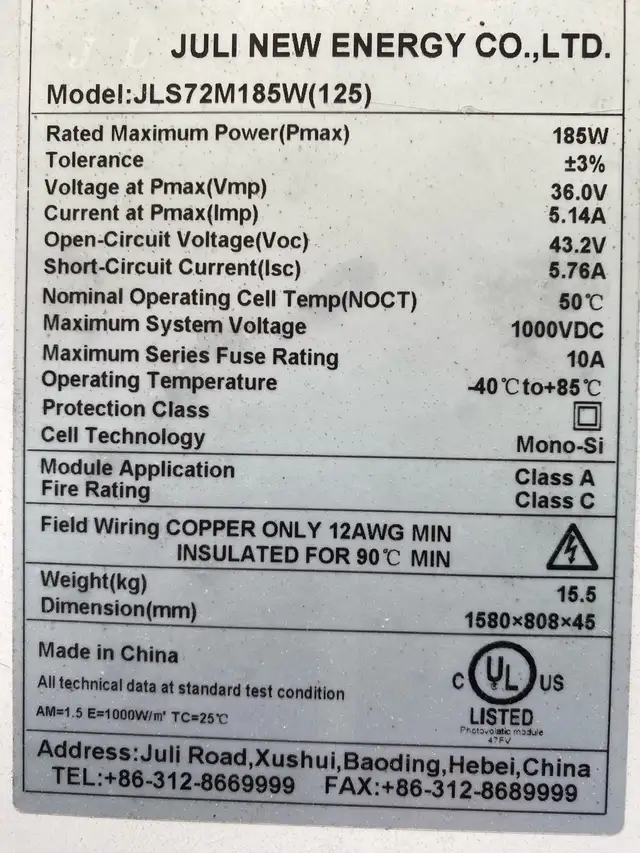 JL
JULI NEW ENERGY CO.,LTD.
Model:JLS72M185W(125)
Rated Maximum Power(Pmax) 185W
Tolerance ±3%
Voltage at Pmax(Vmp) 36.0V
Current at Pmax(Imp) 5.14A
Open-Circuit Voltage(Voc) 43.2V
Short-Circuit Current(Isc) 5.76A
Nominal Operating Cell Temp(NOCT) 50℃
Maximum System Voltage 1000VDC
Maximum Series Fuse Rating 10A
Operating Temperature -40℃to+85℃
Protection Class
Cell Technology Mono-Si
Module Application Class A
Fire Rating Class C
Field Wiring COPPER ONLY 12AWG MIN
INSULATED FOR 90℃ MIN
Weight(kg) 15.5
Dimension(mm) 1580×808×45
Made in China
All technical data at standard test condition
AM=1.5 E=1000W/m² TC=25℃
C UL US
LISTED
Photovolatic module
47FV
Address:Juli Road,Xushui,Baoding,Hebei,China
TEL:+86-312-8669999 FAX:+86-312-8689999